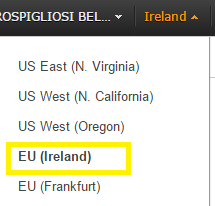 ROSPIGLIOSI BEL... Ireland
US East (N. Virginia)
US West (N. California)
US West (Oregon)
EU (Ireland)
EU (Frankfurt)